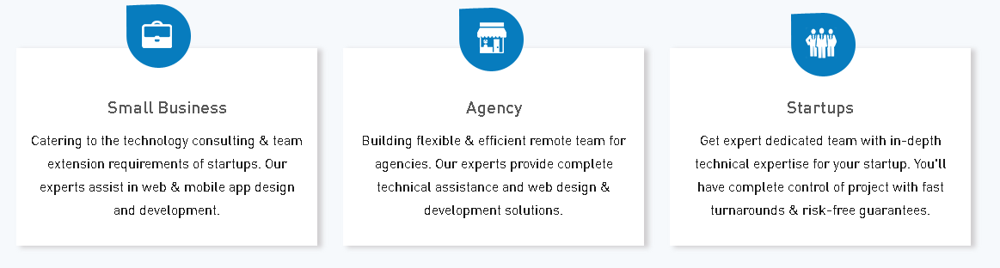 Small Business
Catering to the technology consulting & team
extension requirements of startups. Our
experts assist in web & mobile app design
and development.
Agency
Building flexible & efficient remote team for
agencies. Our experts provide complete
technical assistance and web design &
development solutions.
Startups
Get expert dedicated team with in-depth
technical expertise for your startup. You'll
have complete control of project with fast
turnarounds & risk-free guarantees.